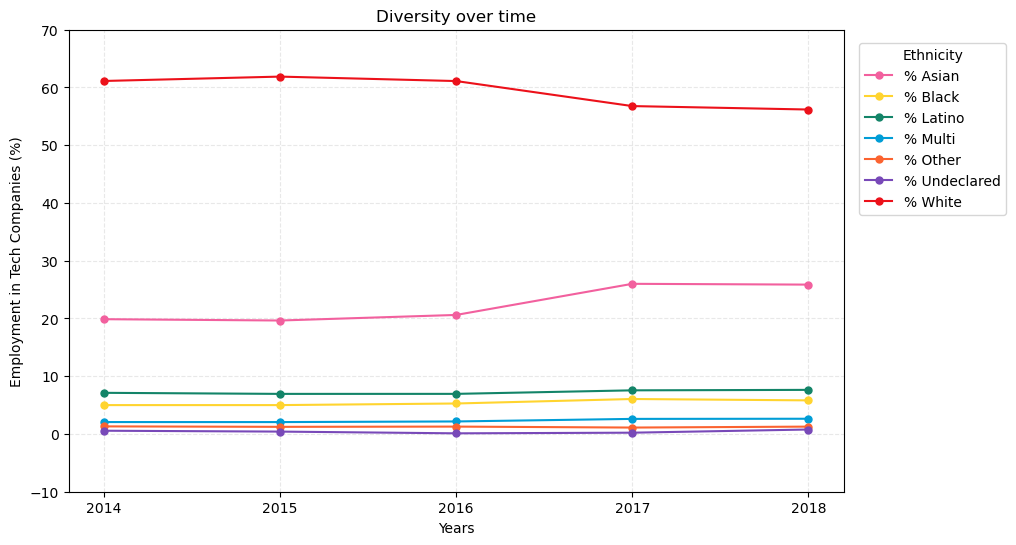 Diversity over time
70
60
50
40
30
20
10
0
−10
Employment in Tech Companies (%)
2014 2015 2016 2017 2018
Years
Ethnicity
% Asian
% Black
% Latino
% Multi
% Other
% Undeclared
% White